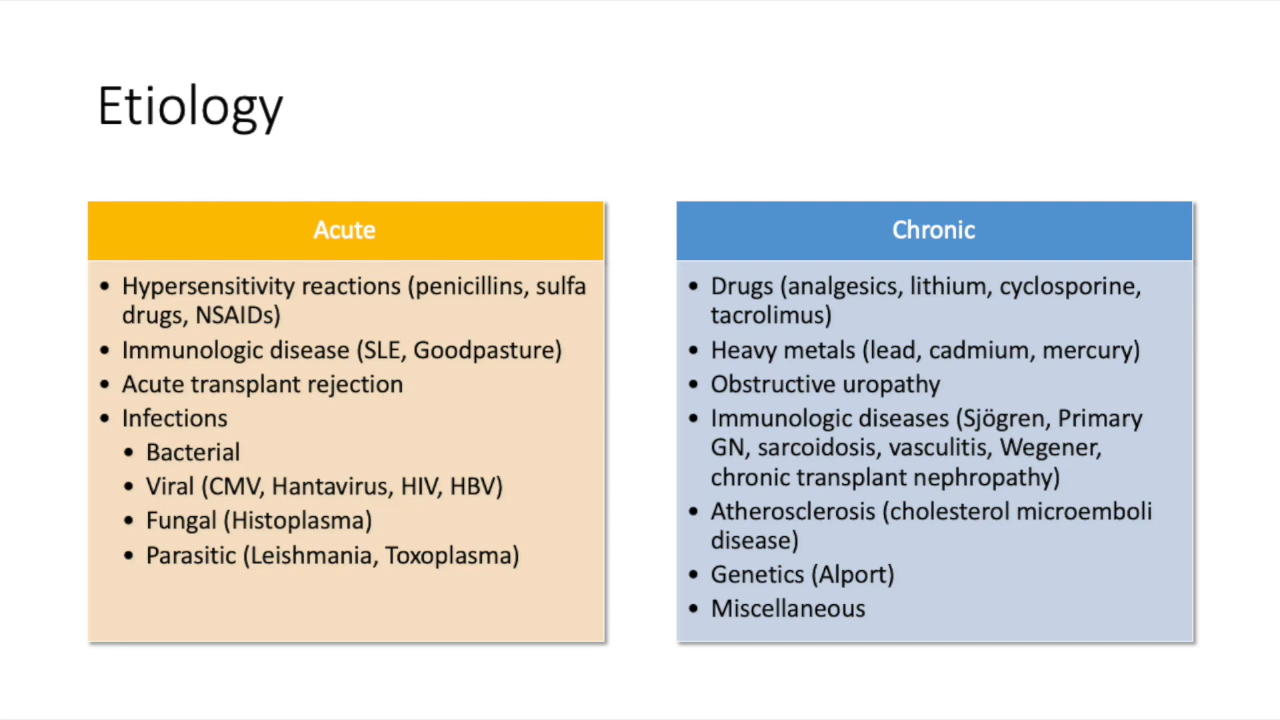 Etiology
Acute
• Hypersensitivity reactions (penicillins, sulfa
drugs, NSAIDs)
• Immunologic disease (SLE, Goodpasture)
• Acute transplant rejection
• Infections
• Bacterial
• Viral (CMV, Hantavirus, HIV, HBV)
• Fungal (Histoplasma)
• Parasitic (Leishmania, Toxoplasma)
Chronic
• Drugs (analgesics, lithium, cyclosporine,
tacrolimus)
• Heavy metals (lead, cadmium, mercury)
• Obstructive uropathy
• Immunologic diseases (Sjögren, Primary
GN, sarcoidosis, vasculitis, Wegener,
chronic transplant nephropathy)
• Atherosclerosis (cholesterol microemboli
disease)
• Genetics (Alport)
• Miscellaneous